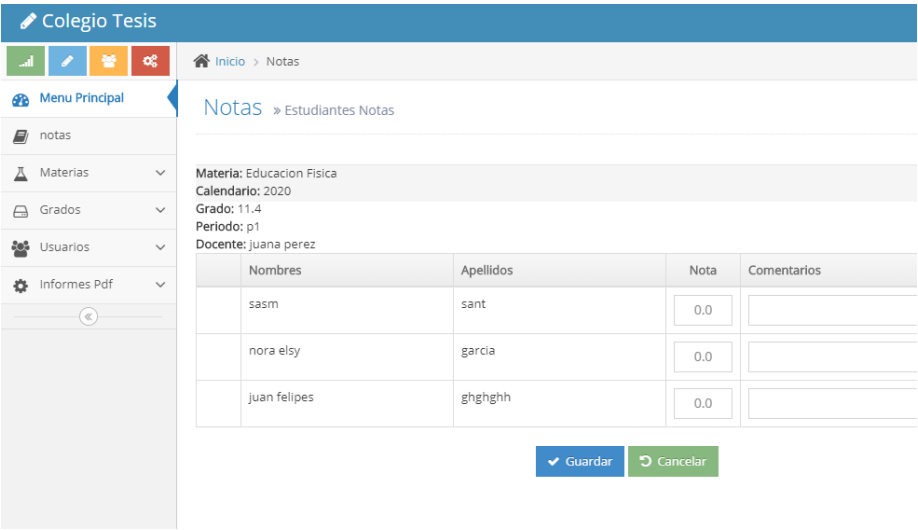 Colegio Tesis
Inicio > Notas
Menu Principal
notas
Materias
Grados
Usuarios
Informes Pdf
Notas » Estudiantes Notas
Materia: Educacion Fisica
Calendario: 2020
Grado: 11.4
Periodo: p1
Docente: juana perez
Nombres Apellidos Nota Comentarios
sasm sant 0.0
nora elsy garcia 0.0
juan felipes ghghghh 0.0
Guardar Cancelar